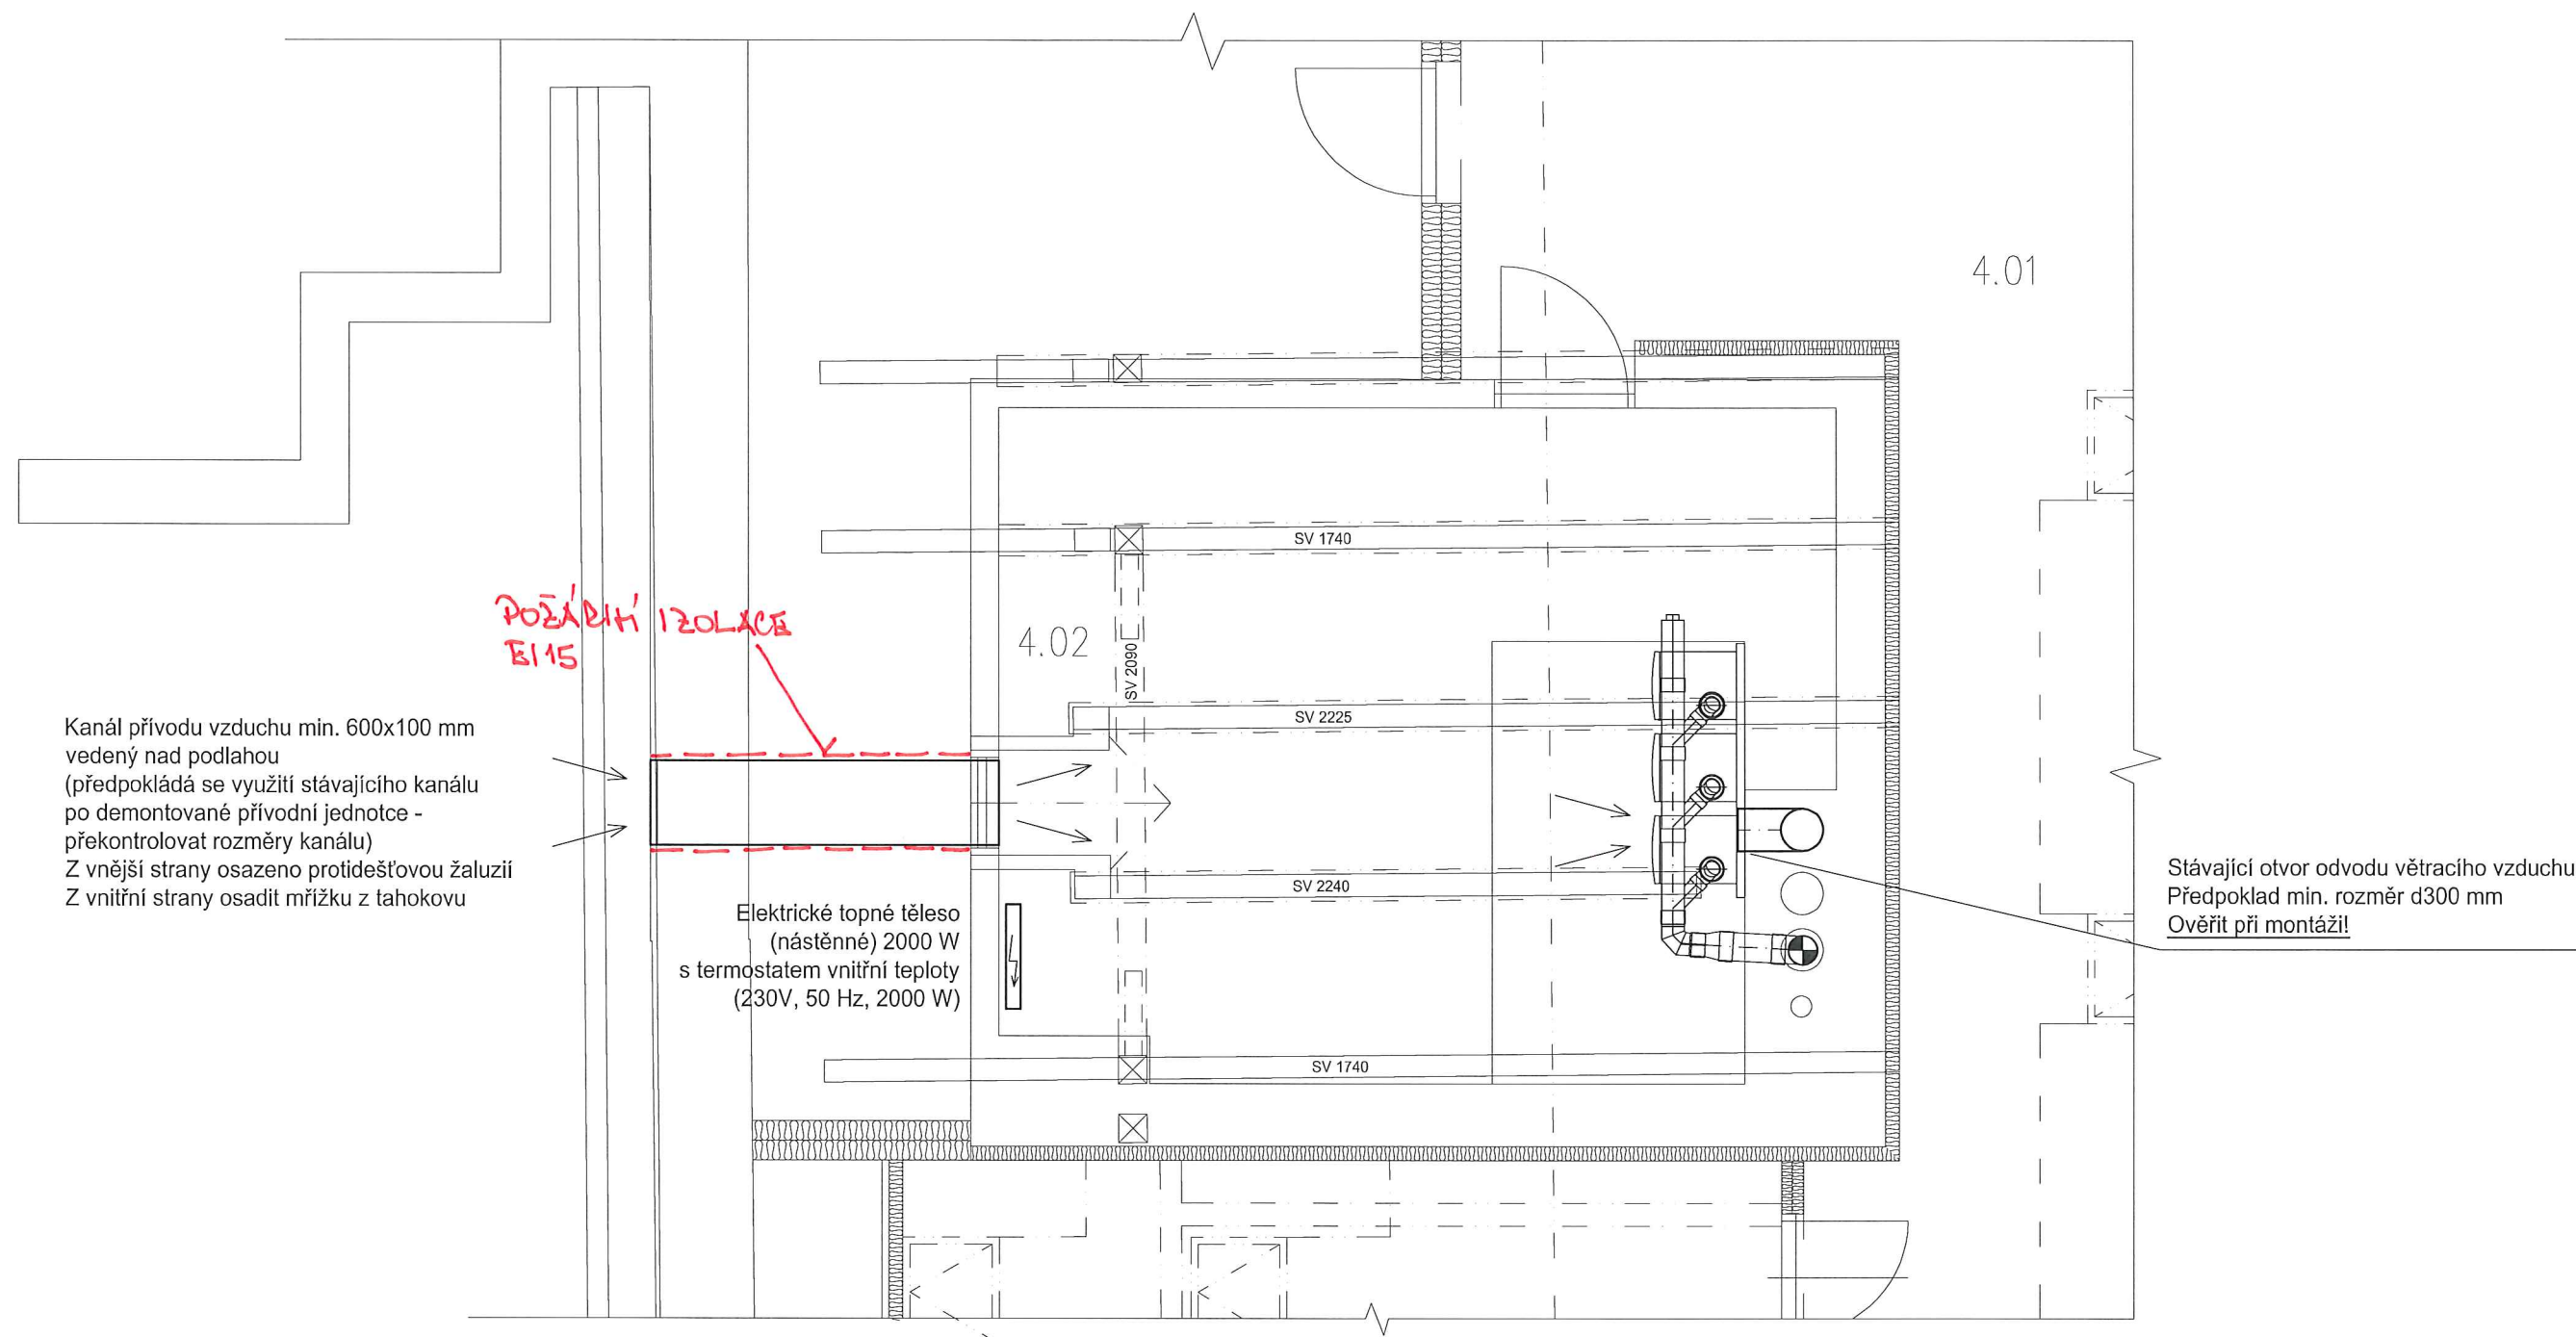 4.01
SV 1740
POŽÁRNÍ IZOLACE
EI 15
4.02
SV 2090
SV 2225
Kanál přívodu vzduchu min. 600x100 mm
vedený nad podlahou
(předpokládá se využití stávajícího kanálu
po demontované přívodní jednotce -
překontrolovat rozměry kanálu)
Z vnější strany osazeno protidešťovou žaluzií
Z vnitřní strany osadit mřížku z tahokovu
SV 2240
Elektrické topné těleso
(nástěnné) 2000 W
s termostatem vnitřní teploty
(230V, 50 Hz, 2000 W)
Stávající otvor odvodu větracího vzduchu
Předpoklad min. rozměr d300 mm
Ověřit při montáži!
SV 1740